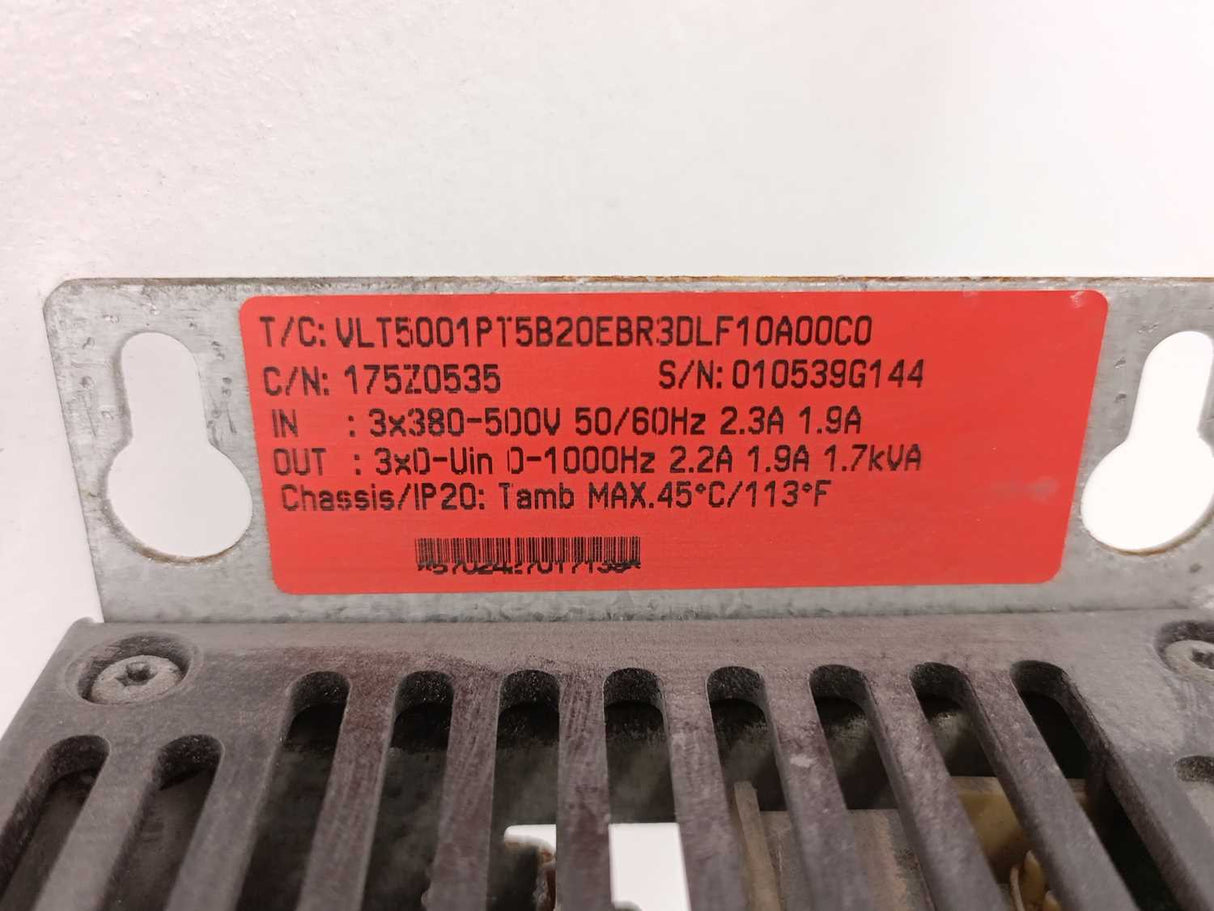 T/C: VLT5001PT5B20EBR3DLF10A00C0
C/N: 175Z0535 S/N: 010539G144
IN : 3x380-500V 50/60Hz 2.3A 1.9A
OUT : 3x0-Uin 0-1000Hz 2.2A 1.9A 1.7kVA
Chassis/IP20: Tamb MAX.45°C/113°F